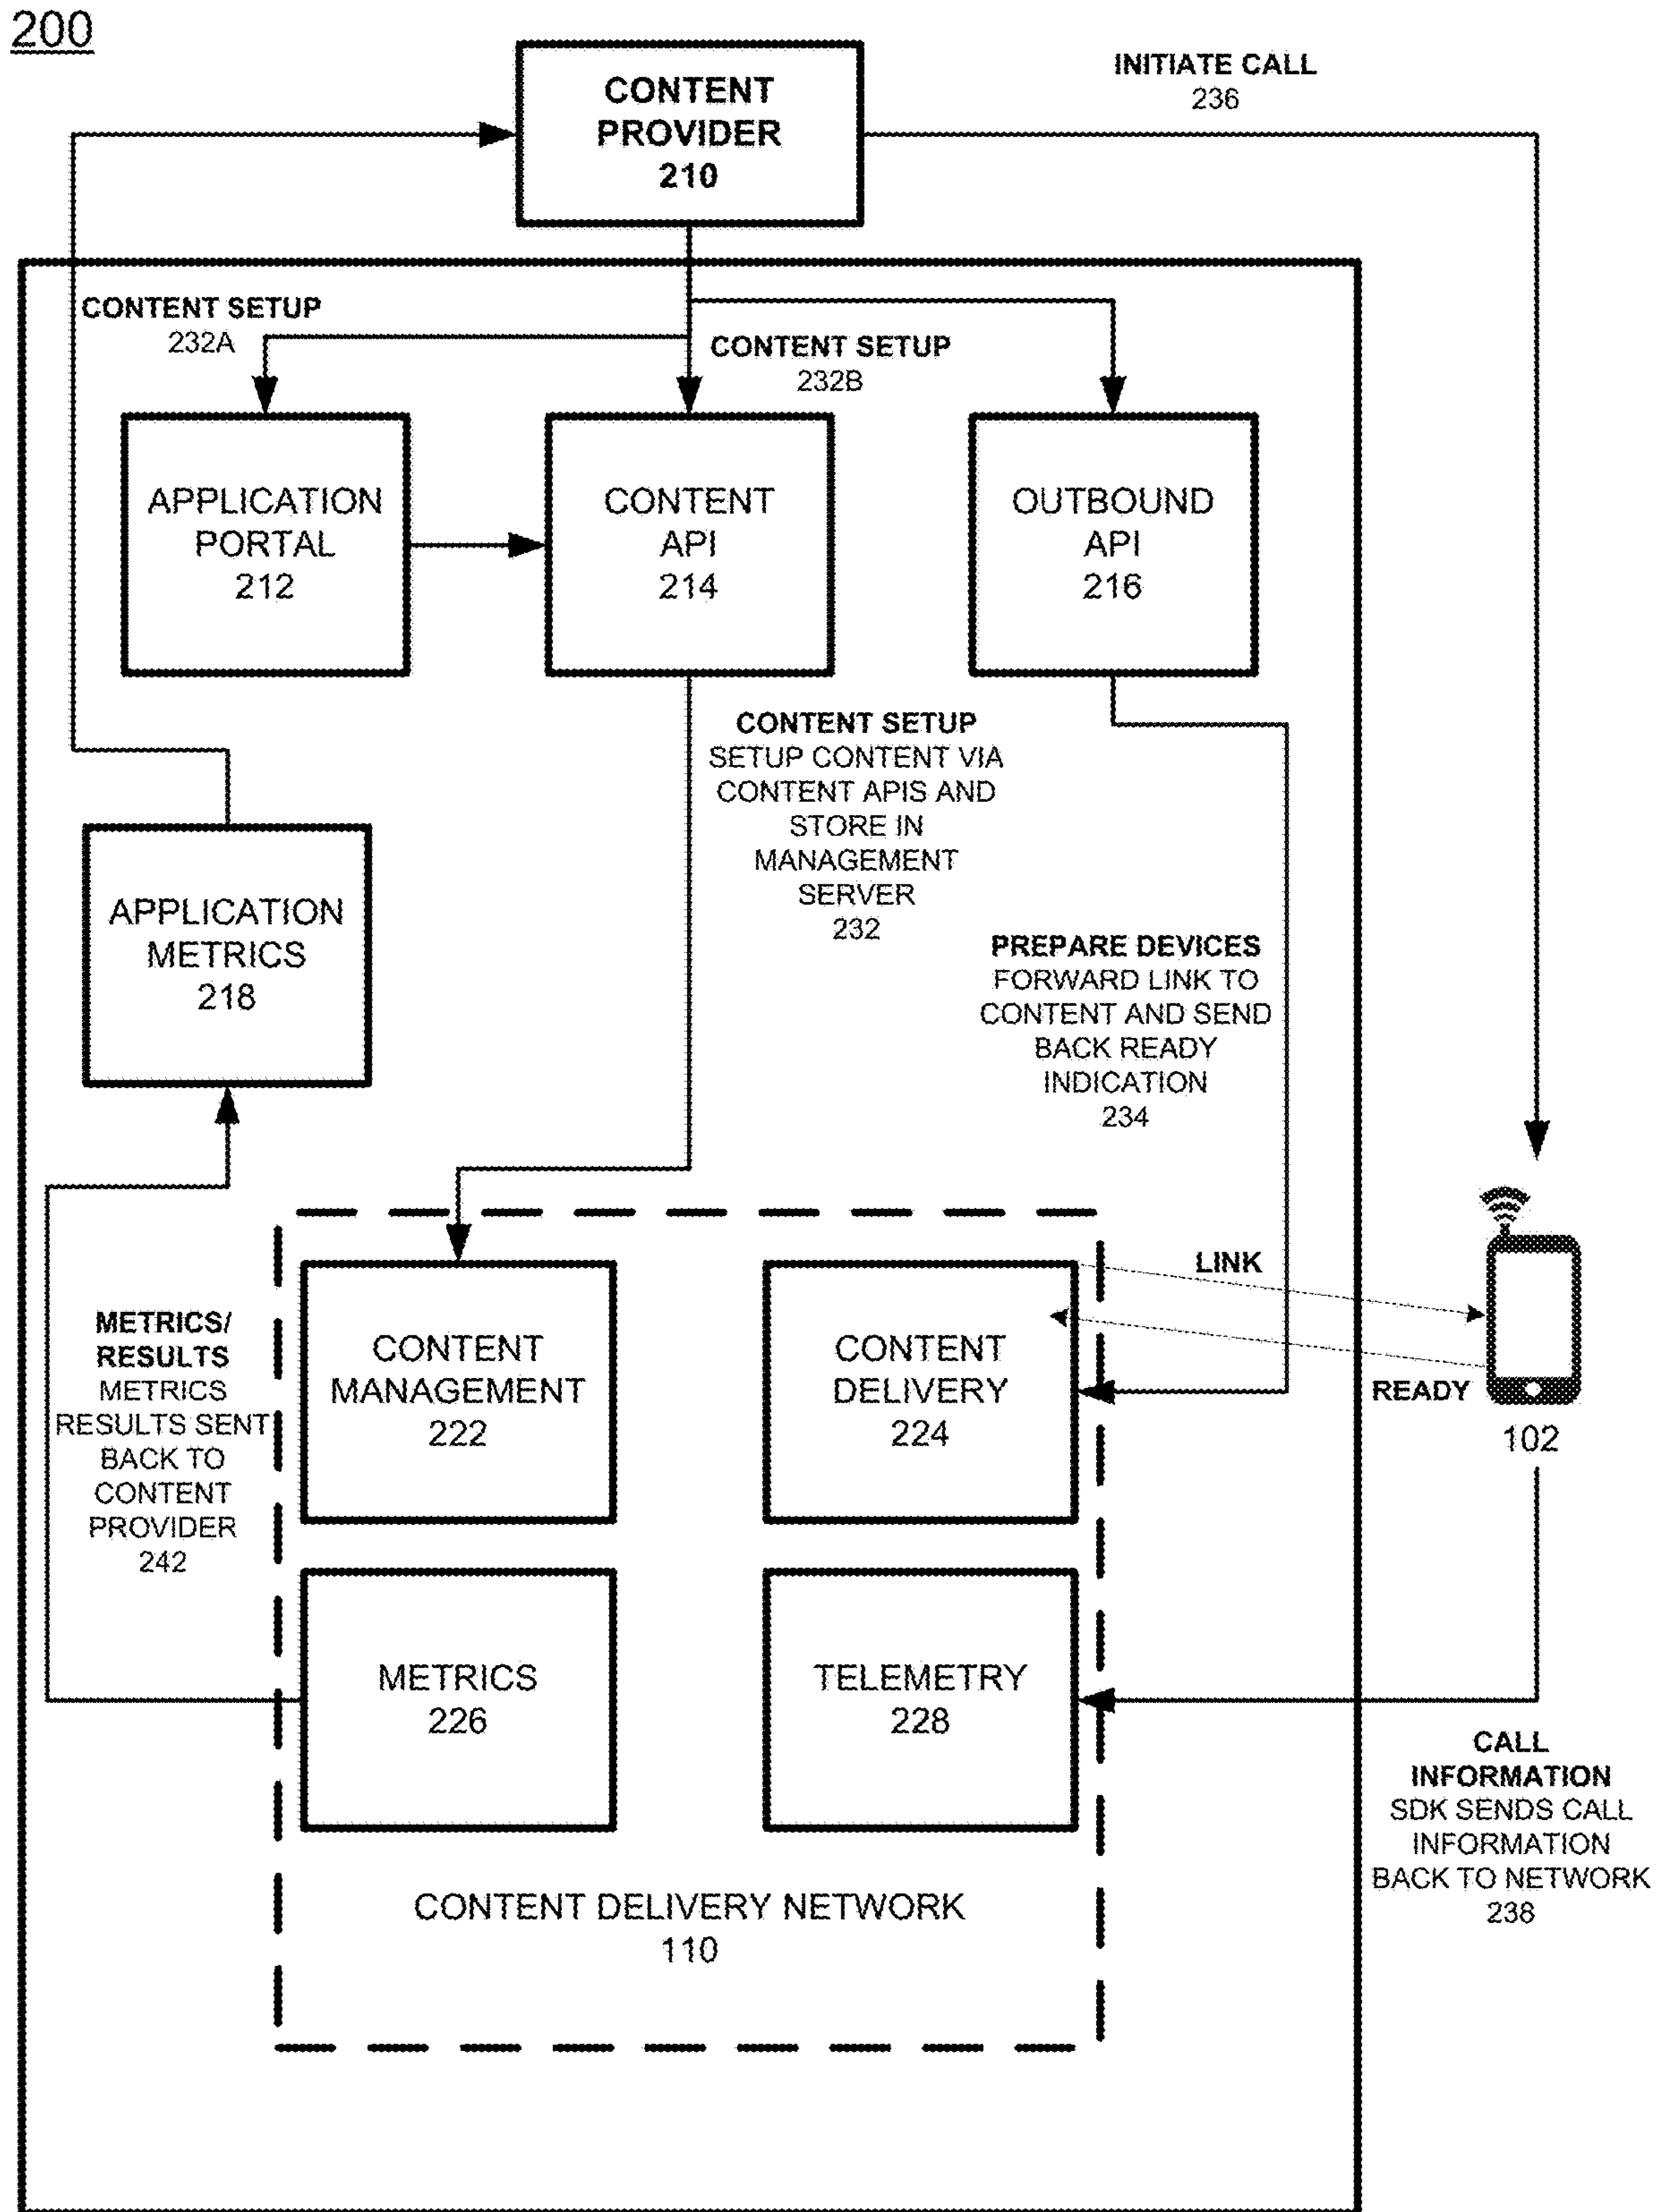 200
CONTENT
PROVIDER
210
INITIATE CALL
236
CONTENT SETUP
232A
CONTENT SETUP
232B
APPLICATION
PORTAL
212
CONTENT
API
214
OUTBOUND
API
216
CONTENT SETUP
SETUP CONTENT VIA
CONTENT APIS AND
STORE IN
MANAGEMENT
SERVER
232
APPLICATION
METRICS
218
PREPARE DEVICES
FORWARD LINK TO
CONTENT AND SEND
BACK READY
INDICATION
234
LINK
METRICS/
RESULTS
METRICS
RESULTS SENT
BACK TO
CONTENT
PROVIDER
242
CONTENT
MANAGEMENT
222
CONTENT
DELIVERY
224
READY
102
METRICS
226
TELEMETRY
228
CALL
INFORMATION
SDK SENDS CALL
INFORMATION
BACK TO NETWORK
238
CONTENT DELIVERY NETWORK
110